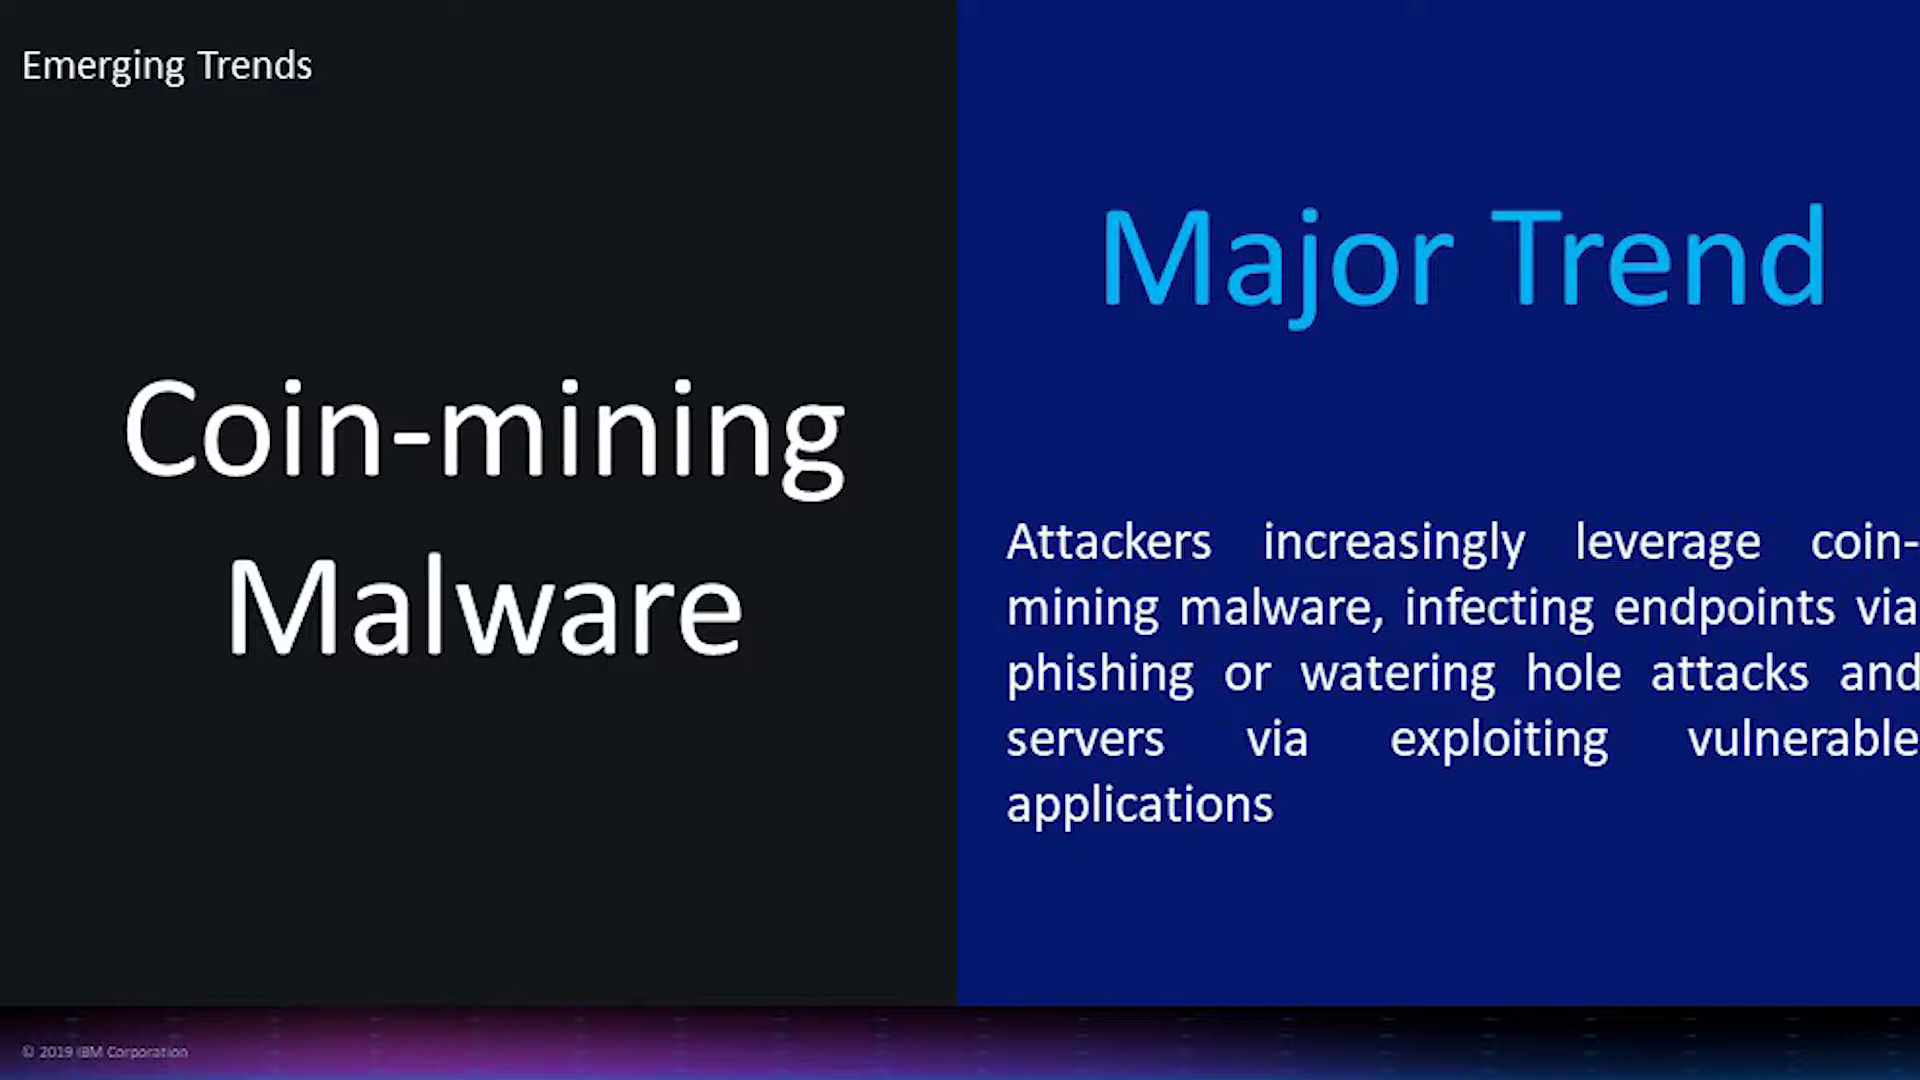 Emerging Trends
Coin-mining
Malware
Major Trend
Attackers increasingly leverage coin-
mining malware, infecting endpoints via
phishing or watering hole attacks and
servers via exploiting vulnerable
applications
© 2019 IBM Corporation